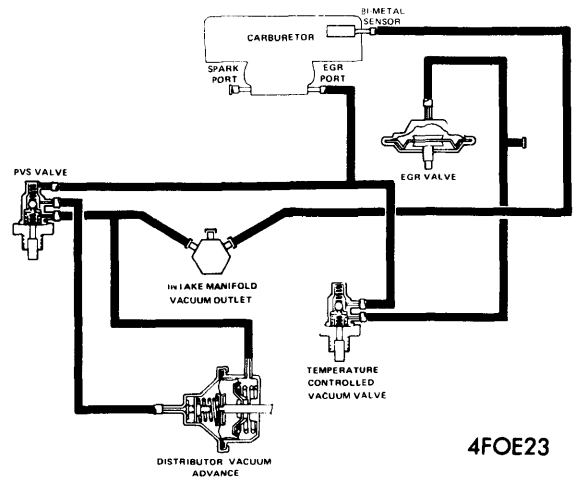 BI-METAL
SENSOR
CARBURETOR
SPARK
PORT
EGR
PORT
PVS VALVE
EGR VALVE
INTAKE MANIFOLD
VACUUM OUTLET
TEMPERATURE
CONTROLLED
VACUUM VALVE
DISTRIBUTOR VACUUM
ADVANCE
4FOE23